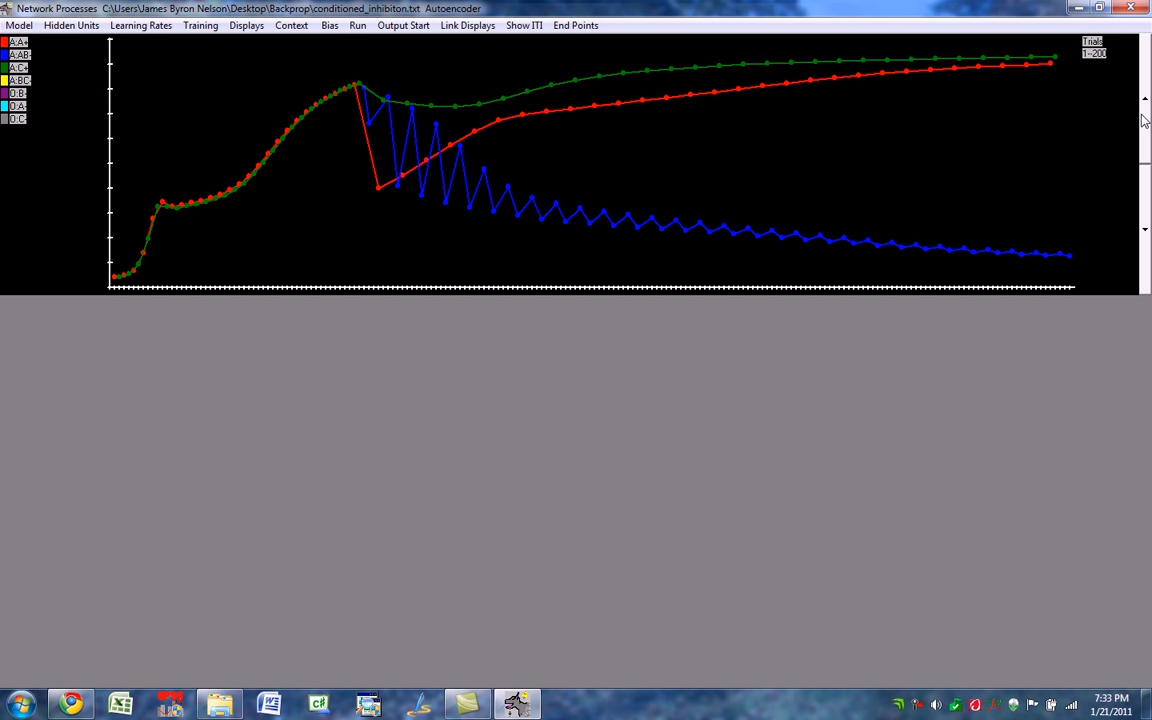 Network Processes C:\Users\James Byron Nelson\Desktop\Backprop\conditioned_inhibiton.txt Autoencoder
Model Hidden Units Learning Rates Training Displays Context Bias Run Output Start Link Displays Show ITI End Points
A:A+
A:AB-
A:C+
A:BC-
O:B-
O:A-
O:C-
Trials
1--200
7:33 PM
1/21/2011